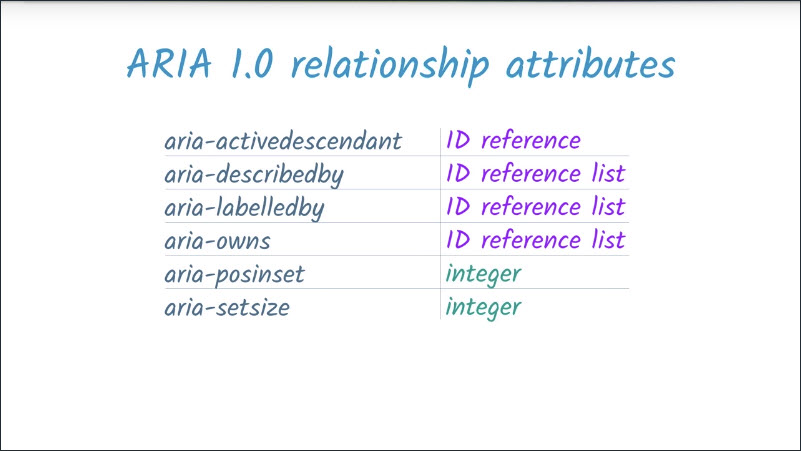 ARIA 1.0 relationship attributes
aria-activedescendant ID reference
aria-describedby ID reference list
aria-labelledby ID reference list
aria-owns ID reference list
aria-posinset integer
aria-setsize integer